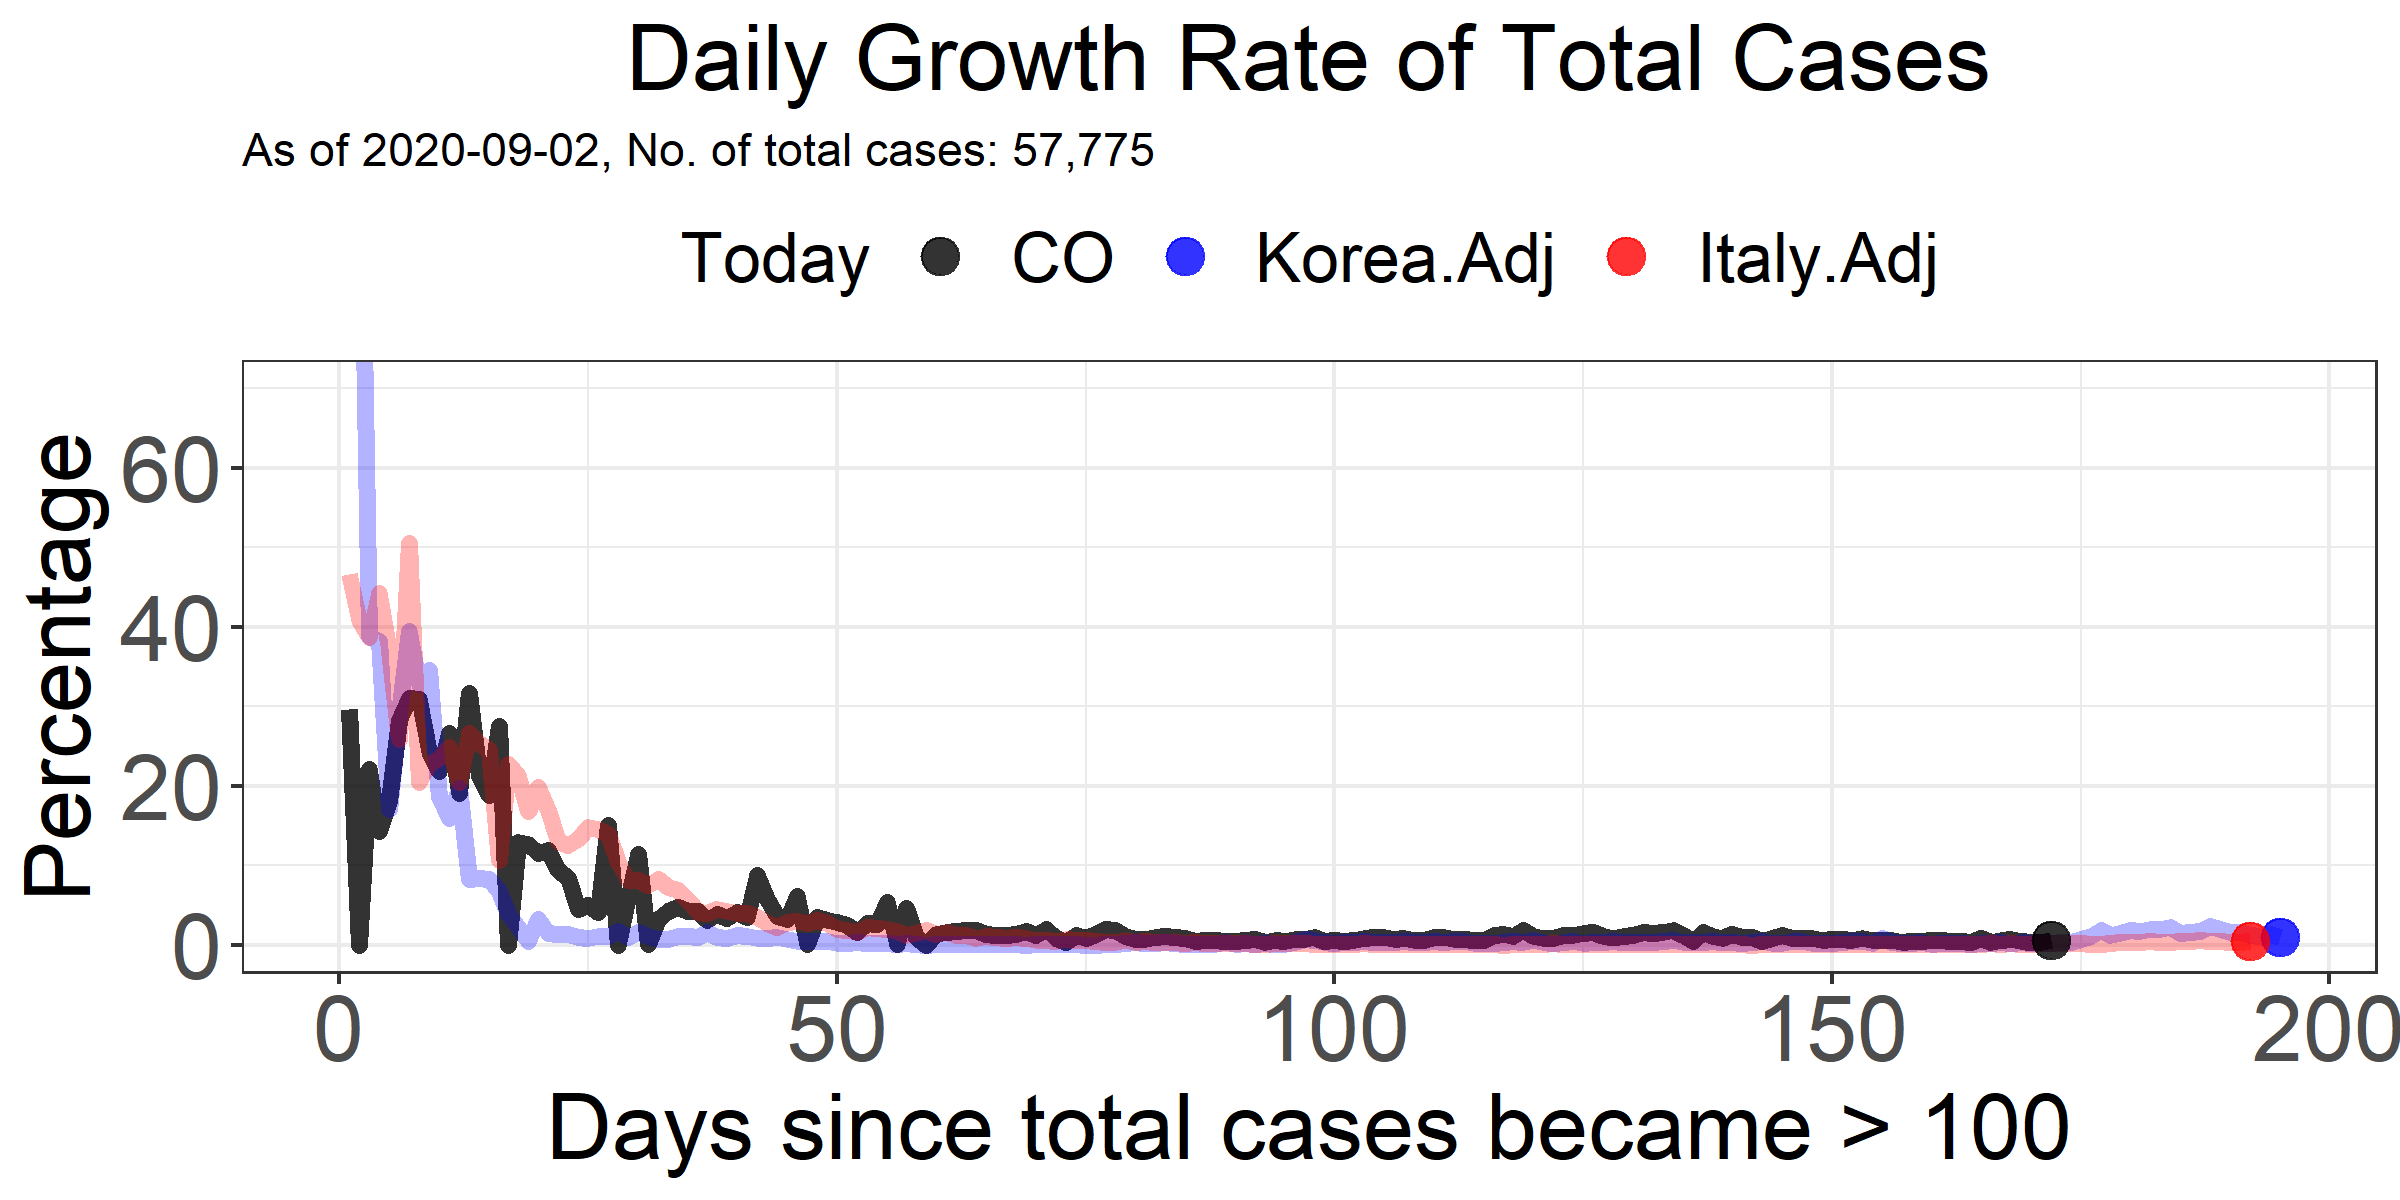 Daily Growth Rate of Total Cases
As of 2020-09-02, No. of total cases: 57,775
Today CO Korea.Adj Italy.Adj
Percentage
60
40
20
0
0 50 100 150 200
Days since total cases became > 100